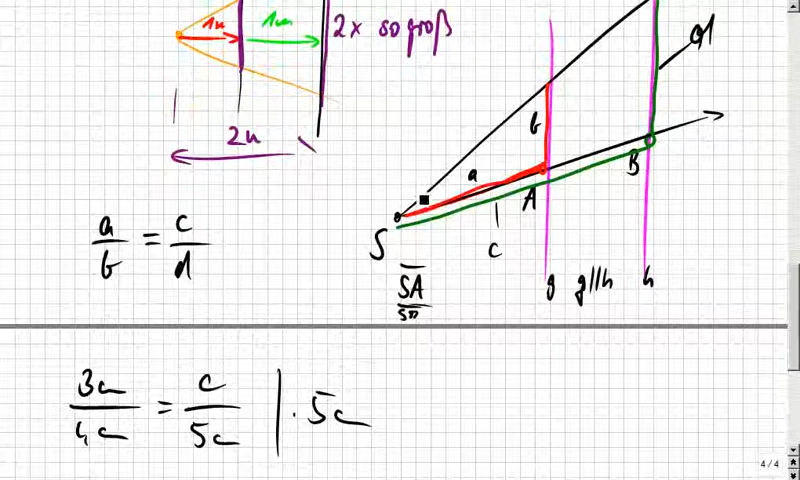 1m 1m 2x so groß
d
b
2m
a
B
A
S
c
a/b = c/d
SA
g g∥h h
3cm/4cm = c/5cm | · 5cm
4 / 4